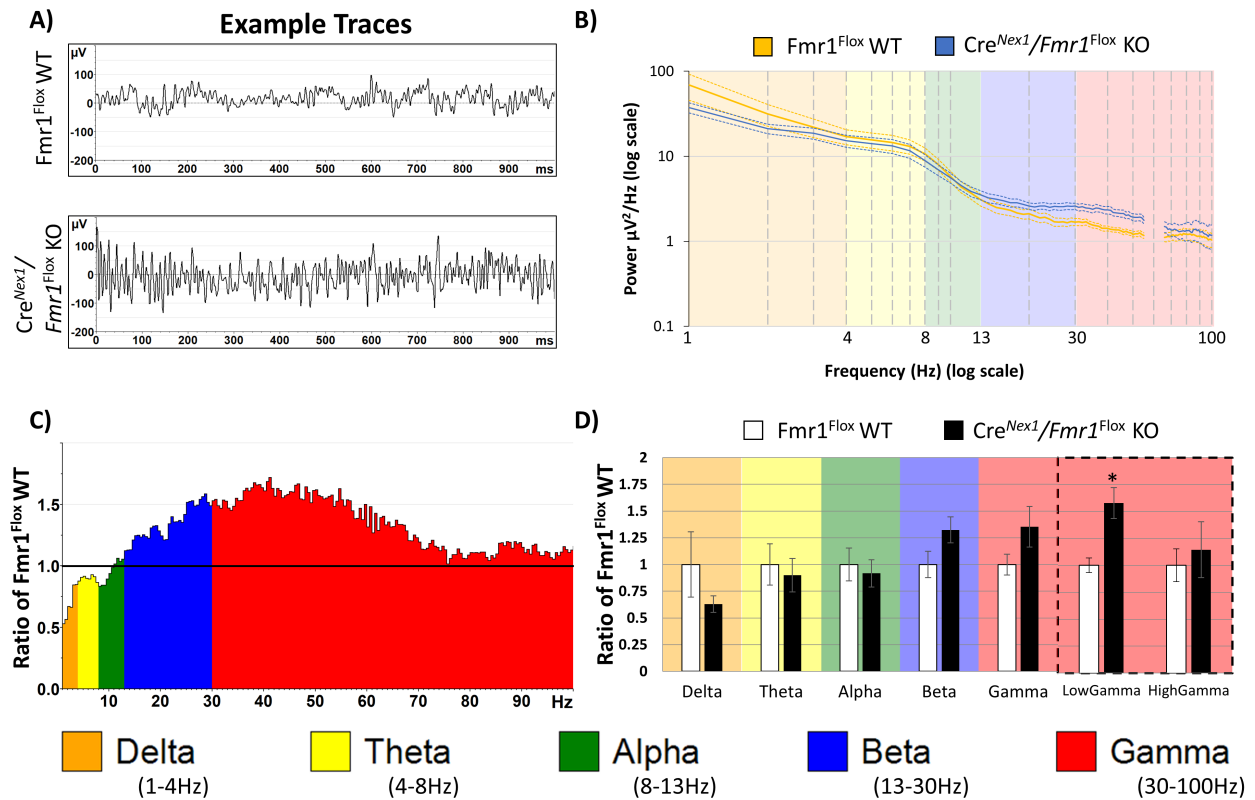 A)
Example Traces
Fmr1Flox WT
µV
100
0
-100
-200
0 100 200 300 400 500 600 700 800 900 ms
CreNex1/
Fmr1Flox KO
µV
100
0
-100
-200
0 100 200 300 400 500 600 700 800 900 ms
B)
Fmr1Flox WT CreNex1/Fmr1Flox KO
Power µV2/Hz (log scale)
100
10
1
0.1
1 4 8 13 30 100
Frequency (Hz) (log scale)
C)
Ratio of Fmr1Flox WT
1.5
1.0
0.5
0.0
10 20 30 40 50 60 70 80 90 Hz
D)
Fmr1Flox WT CreNex1/Fmr1Flox KO
Ratio of Fmr1Flox WT
2
1.75
1.5
1.25
1
0.75
0.5
0.25
0
*
Delta Theta Alpha Beta Gamma LowGamma HighGamma
Delta Theta Alpha Beta Gamma
(1-4Hz) (4-8Hz) (8-13Hz) (13-30Hz) (30-100Hz)